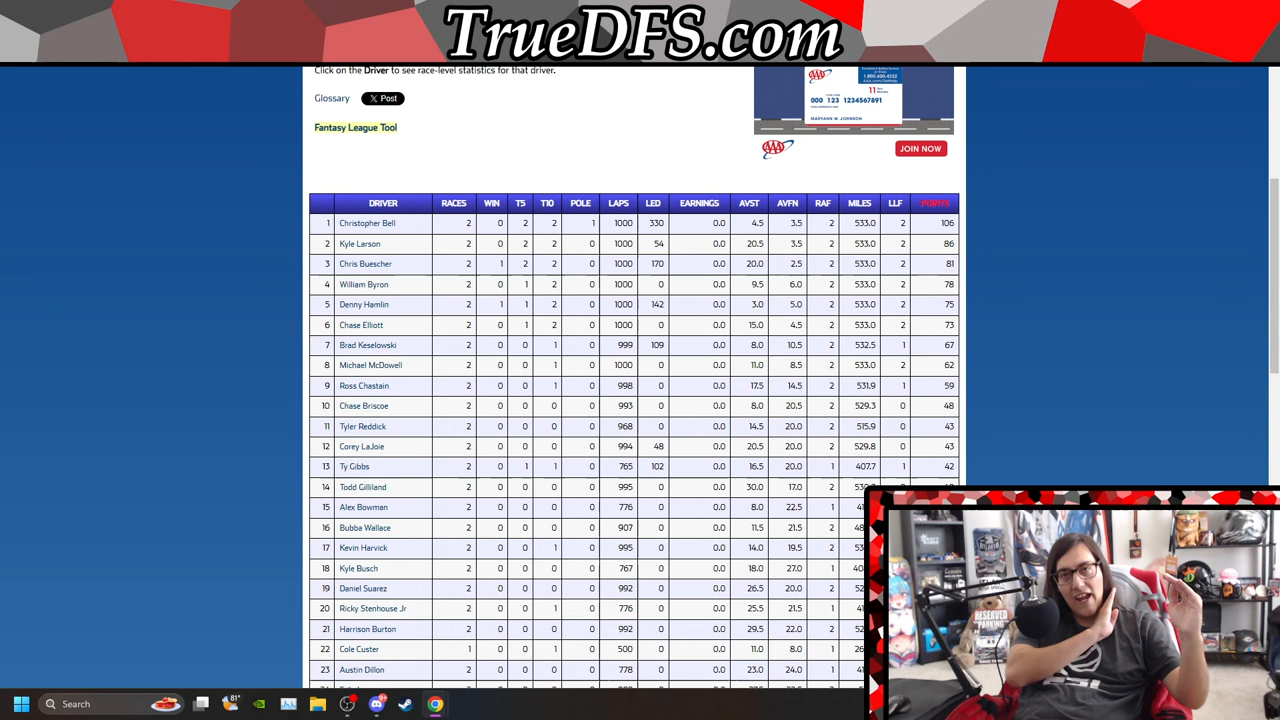 TrueDFS.com
Click on the Driver to see race-level statistics for that driver.
Glossary X Post
Fantasy League Tool
AAA
1.800.400.4222
11
000 123 1234567891
MARYANN M. JOHNSON
AAA JOIN NOW
DRIVER RACES WIN T5 T10 POLE LAPS LED EARNINGS AVST AVFN RAF MILES LLF POINTS
1 Christopher Bell 2 0 2 2 1 1000 330 0.0 4.5 3.5 2 533.0 2 106
2 Kyle Larson 2 0 2 2 0 1000 54 0.0 20.5 3.5 2 533.0 2 86
3 Chris Buescher 2 1 2 2 0 1000 170 0.0 20.0 2.5 2 533.0 2 81
4 William Byron 2 0 1 2 0 1000 0 0.0 9.5 6.0 2 533.0 2 78
5 Denny Hamlin 2 1 1 2 0 1000 142 0.0 3.0 5.0 2 533.0 2 75
6 Chase Elliott 2 0 1 2 0 1000 0 0.0 15.0 4.5 2 533.0 2 73
7 Brad Keselowski 2 0 0 1 0 999 109 0.0 8.0 10.5 2 532.5 1 67
8 Michael McDowell 2 0 0 1 0 1000 0 0.0 11.0 8.5 2 533.0 2 62
9 Ross Chastain 2 0 0 1 0 998 0 0.0 17.5 14.5 2 531.9 1 59
10 Chase Briscoe 2 0 0 0 0 993 0 0.0 8.0 20.5 2 529.3 0 48
11 Tyler Reddick 2 0 0 0 0 968 0 0.0 14.5 20.0 2 515.9 0 43
12 Corey LaJoie 2 0 0 0 0 994 48 0.0 20.5 20.0 2 529.8 0 43
13 Ty Gibbs 2 0 1 1 0 765 102 0.0 16.5 20.0 1 407.7 1 42
14 Todd Gilliland 2 0 0 0 0 995 0 0.0 30.0 17.0 2
15 Alex Bowman 2 0 0 0 0 776 0 0.0 8.0 22.5 1 41
16 Bubba Wallace 2 0 0 0 0 907 0 0.0 11.5 21.5 2 48
17 Kevin Harvick 2 0 0 1 0 995 0 0.0 14.0 19.5 2 53
18 Kyle Busch 2 0 0 0 0 767 0 0.0 18.0 27.0 1 40
19 Daniel Suarez 2 0 0 0 0 992 0 0.0 26.5 20.0 2 52
20 Ricky Stenhouse Jr 2 0 0 1 0 776 0 0.0 25.5 21.5 1 41
21 Harrison Burton 2 0 0 0 0 992 0 0.0 29.5 22.0 2 52
22 Cole Custer 1 0 0 1 0 500 0 0.0 11.0 8.0 1 26
23 Austin Dillon 2 0 0 0 0 778 0 0.0 23.0 24.0 1 41
RESERVED
PARKING
Search
81°